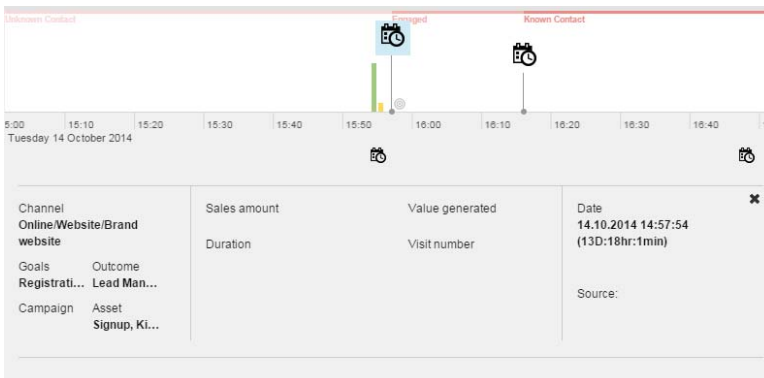 Unknown Contact Engaged Known Contact
5:00 15:10 15:20 15:30 15:40 15:50 16:00 16:10 16:20 16:30 16:40
Tuesday 14 October 2014
Channel
Online/Website/Brand
website
Goals Outcome
Registrati... Lead Man...
Campaign Asset
Signup, Ki...
Sales amount Value generated
Duration Visit number
Date
14.10.2014 14:57:54
(13D:18hr:1min)
Source: